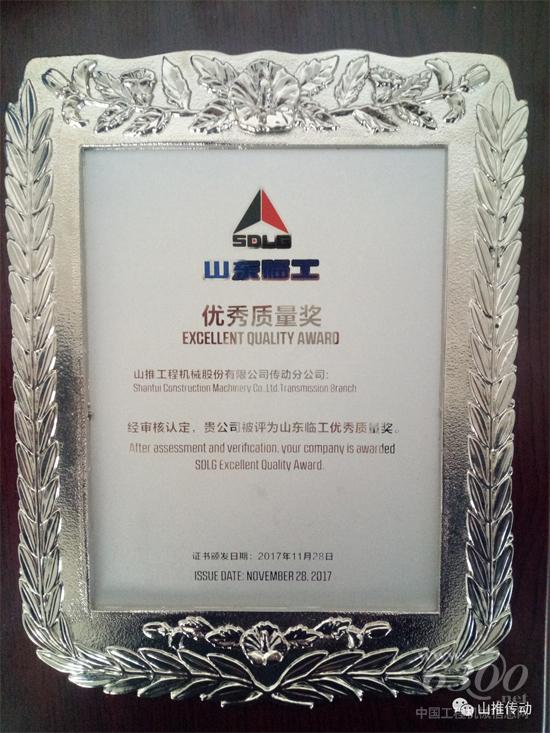 SDLG
山东临工
优秀质量奖
EXCELLENT QUALITY AWARD
山推工程机械股份有限公司传动分公司:
Shantui Construction Machinery Co.,Ltd.Transmission Branch
经审核认定，贵公司被评为山东临工优秀质量奖。
After assessment and verification, your company is awarded
SDLG Excellent Quality Award.
证书颁发日期：2017年11月28日
ISSUE DATE: NOVEMBER 28, 2017
6300
.net
中国工程机械信息网
山推传动